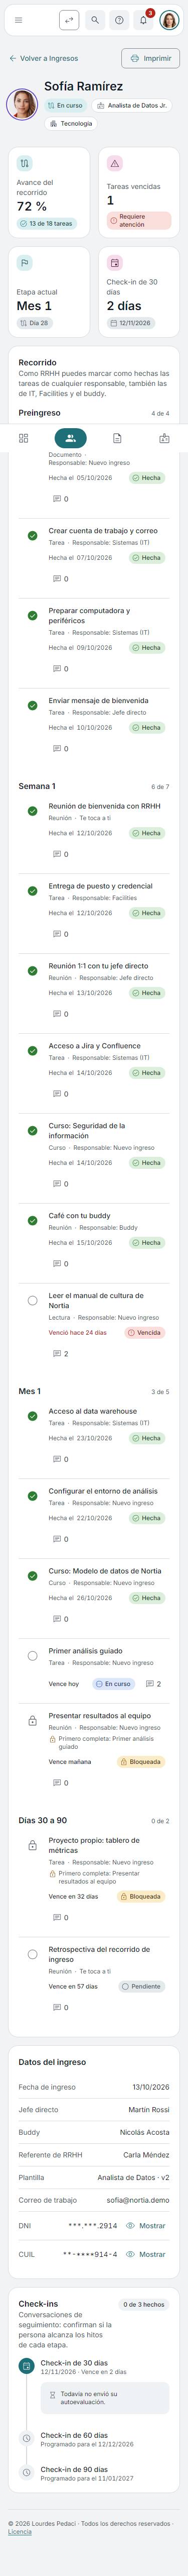 3
Volver a Ingresos
Imprimir
Sofía Ramírez
En curso
Analista de Datos Jr.
Tecnología
Avance del recorrido
72 %
13 de 18 tareas
Tareas vencidas
1
Requiere atención
Etapa actual
Mes 1
Día 28
Check-in de 30 días
2 días
12/11/2026
Recorrido
Como RRHH puedes marcar como hechas las
tareas de cualquier responsable, también las
de IT, Facilities y el buddy.
Preingreso
4 de 4
Documento ·
Responsable: Nuevo ingreso
Hecha el 05/10/2026
Hecha
0
Crear cuenta de trabajo y correo
Tarea · Responsable: Sistemas (IT)
Hecha el 07/10/2026
Hecha
0
Preparar computadora y
periféricos
Tarea · Responsable: Sistemas (IT)
Hecha el 09/10/2026
Hecha
0
Enviar mensaje de bienvenida
Tarea · Responsable: Jefe directo
Hecha el 10/10/2026
Hecha
0
Semana 1
6 de 7
Reunión de bienvenida con RRHH
Reunión · Te toca a ti
Hecha el 12/10/2026
Hecha
0
Entrega de puesto y credencial
Tarea · Responsable: Facilities
Hecha el 12/10/2026
Hecha
0
Reunión 1:1 con tu jefe directo
Reunión · Responsable: Jefe directo
Hecha el 13/10/2026
Hecha
0
Acceso a Jira y Confluence
Tarea · Responsable: Sistemas (IT)
Hecha el 14/10/2026
Hecha
0
Curso: Seguridad de la
información
Curso · Responsable: Nuevo ingreso
Hecha el 14/10/2026
Hecha
0
Café con tu buddy
Reunión · Responsable: Buddy
Hecha el 15/10/2026
Hecha
0
Leer el manual de cultura de
Nortia
Lectura · Responsable: Nuevo ingreso
Venció hace 24 días
Vencida
2
Mes 1
3 de 5
Acceso al data warehouse
Tarea · Responsable: Sistemas (IT)
Hecha el 23/10/2026
Hecha
0
Configurar el entorno de análisis
Tarea · Responsable: Nuevo ingreso
Hecha el 22/10/2026
Hecha
0
Curso: Modelo de datos de Nortia
Curso · Responsable: Nuevo ingreso
Hecha el 26/10/2026
Hecha
0
Primer análisis guiado
Tarea · Responsable: Nuevo ingreso
Vence hoy
En curso
2
Presentar resultados al equipo
Reunión · Responsable: Nuevo ingreso
Primero completa: Primer análisis
guiado
Vence mañana
Bloqueada
0
Días 30 a 90
0 de 2
Proyecto propio: tablero de
métricas
Tarea · Responsable: Nuevo ingreso
Primero completa: Presentar
resultados al equipo
Vence en 32 días
Bloqueada
0
Retrospectiva del recorrido de
ingreso
Reunión · Te toca a ti
Vence en 57 días
Pendiente
0
Datos del ingreso
Fecha de ingreso
13/10/2026
Jefe directo
Martín Rossi
Buddy
Nicolás Acosta
Referente de RRHH
Carla Méndez
Plantilla
Analista de Datos · v2
Correo de trabajo
sofia@nortia.demo
DNI
***.***.2914
Mostrar
CUIL
**-****914-4
Mostrar
Check-ins
0 de 3 hechos
Conversaciones de
seguimiento: confirman si la
persona alcanza los hitos
de cada etapa.
Check-in de 30 días
12/11/2026 · Vence en 2 días
Todavía no envió su
autoevaluación.
Check-in de 60 días
Programado para el 12/12/2026
Check-in de 90 días
Programado para el 11/01/2027
© 2026 Lourdes Pedaci · Todos los derechos reservados ·
Licencia